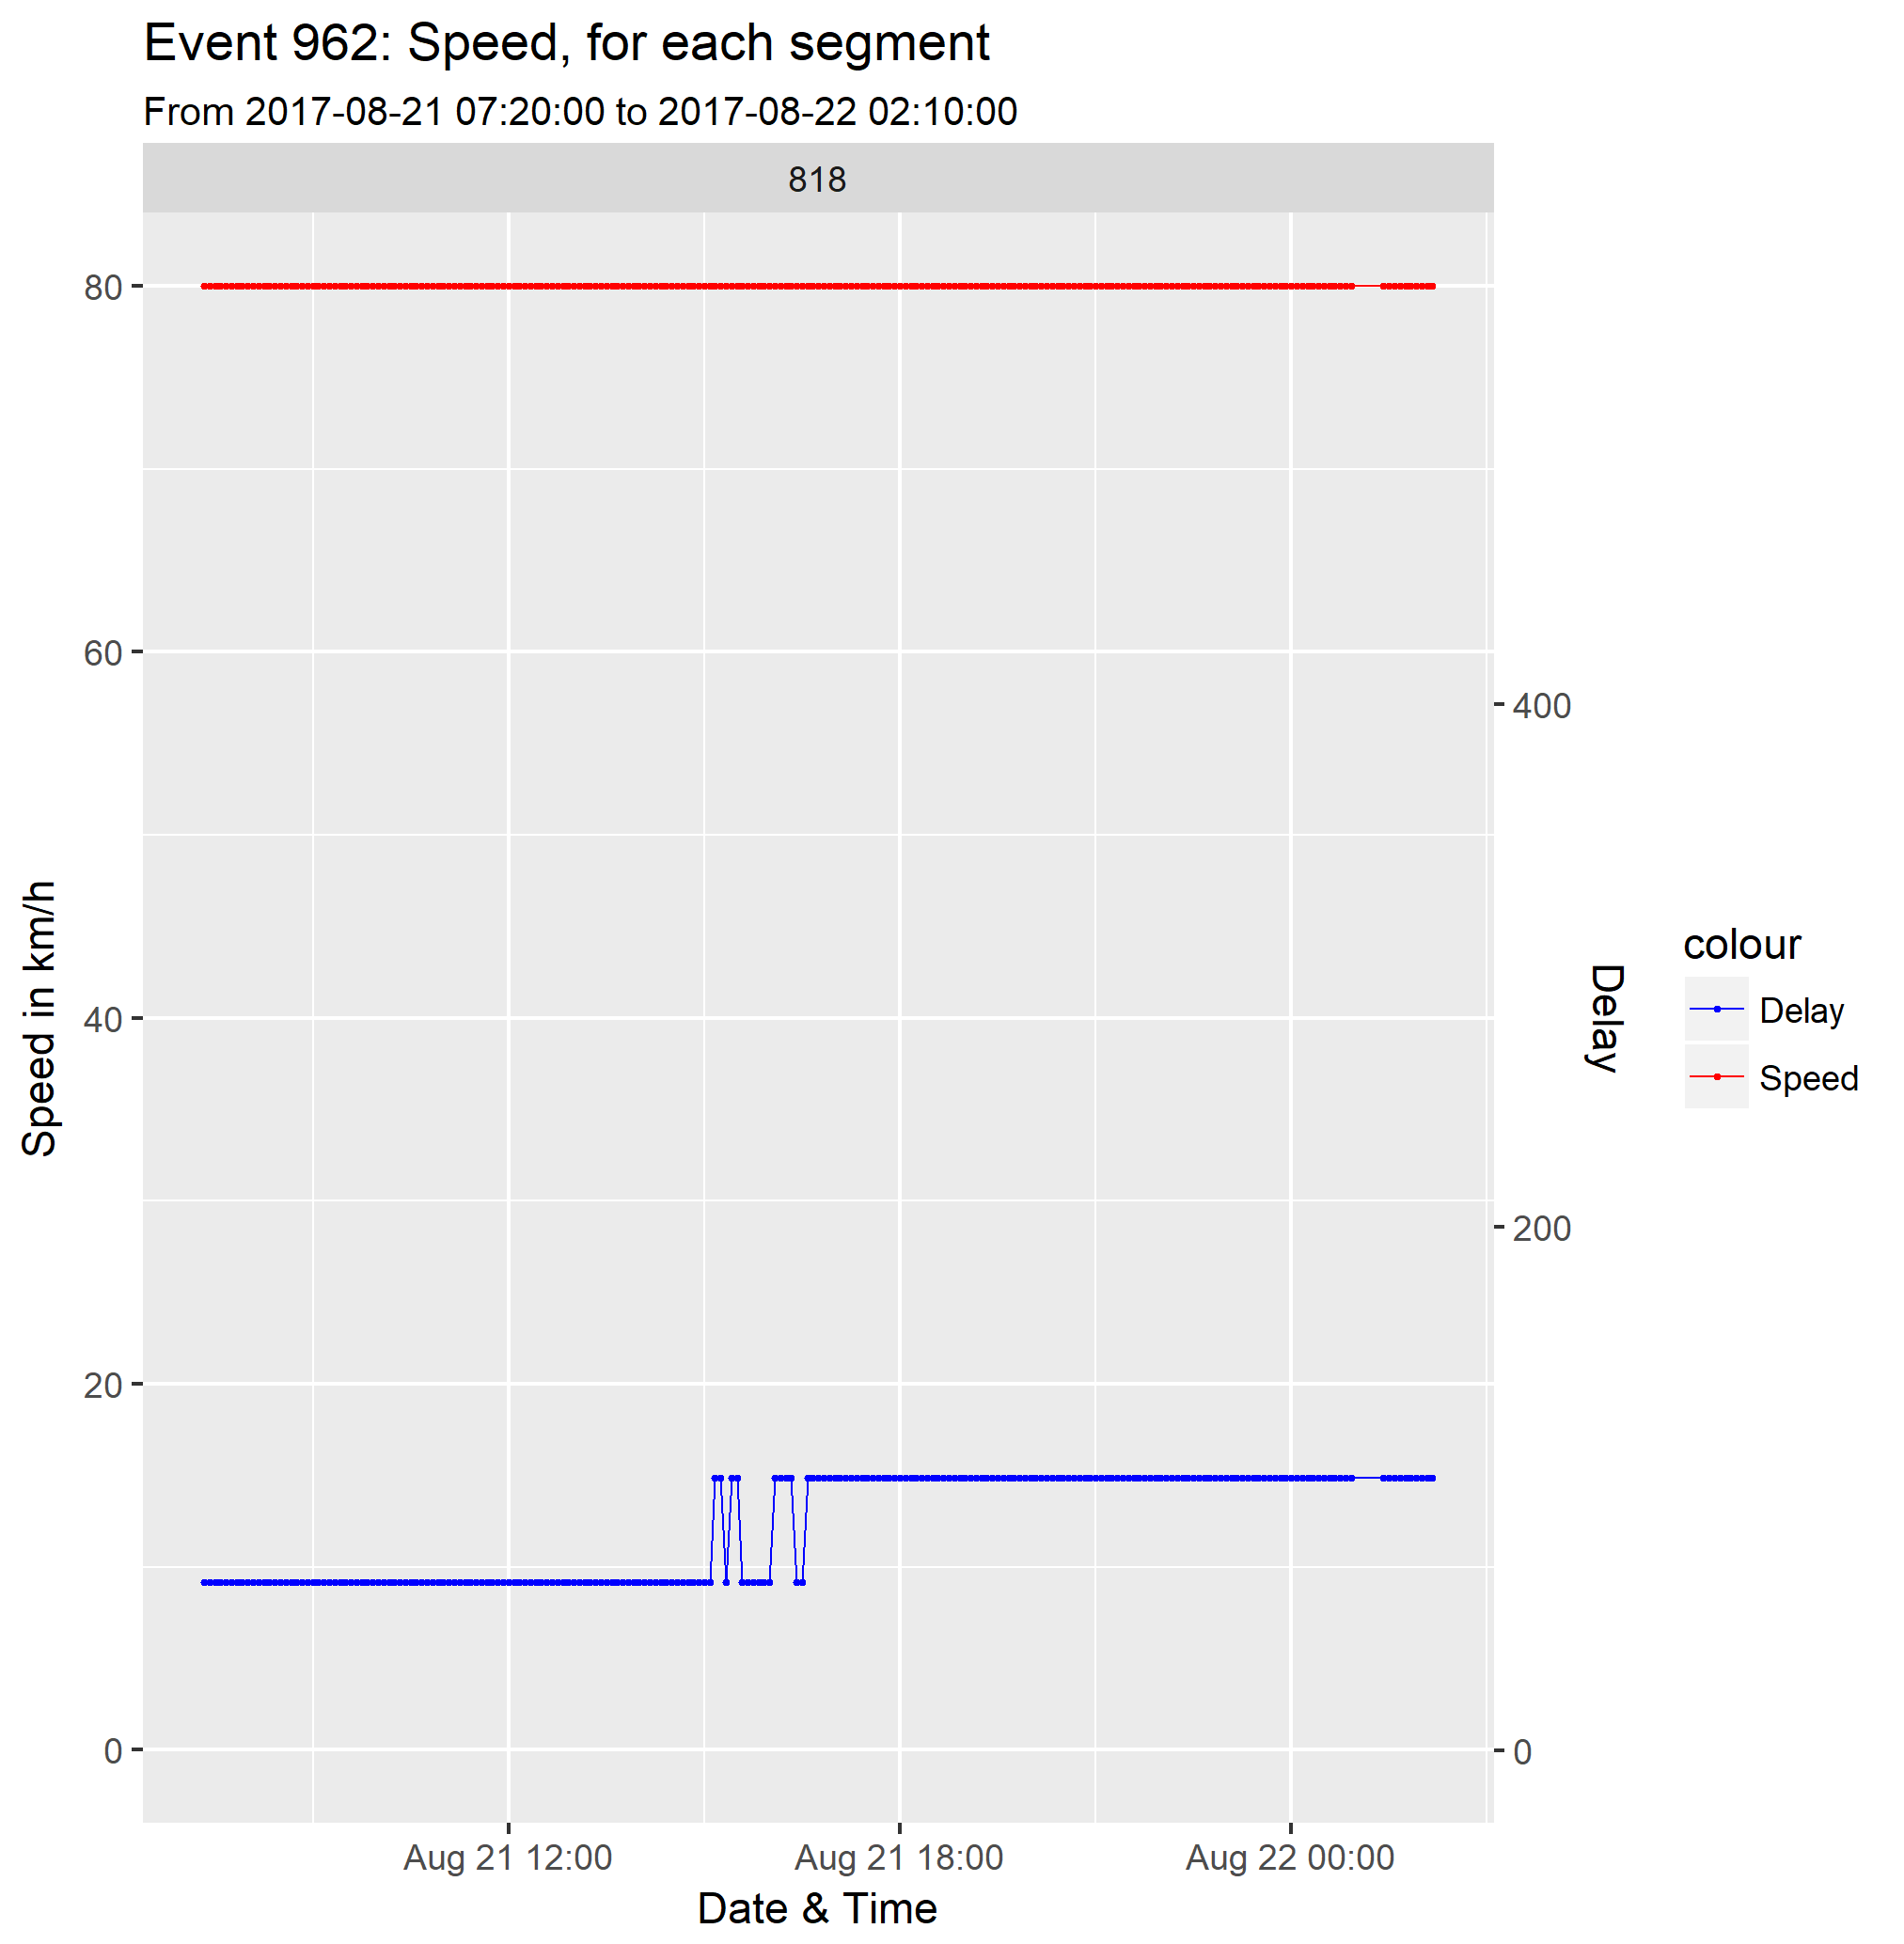 Event 962: Speed, for each segment
From 2017-08-21 07:20:00 to 2017-08-22 02:10:00
818
80
60
40
20
0
Speed in km/h
400
200
0
Delay
colour
Delay
Speed
Aug 21 12:00
Aug 21 18:00
Aug 22 00:00
Date & Time